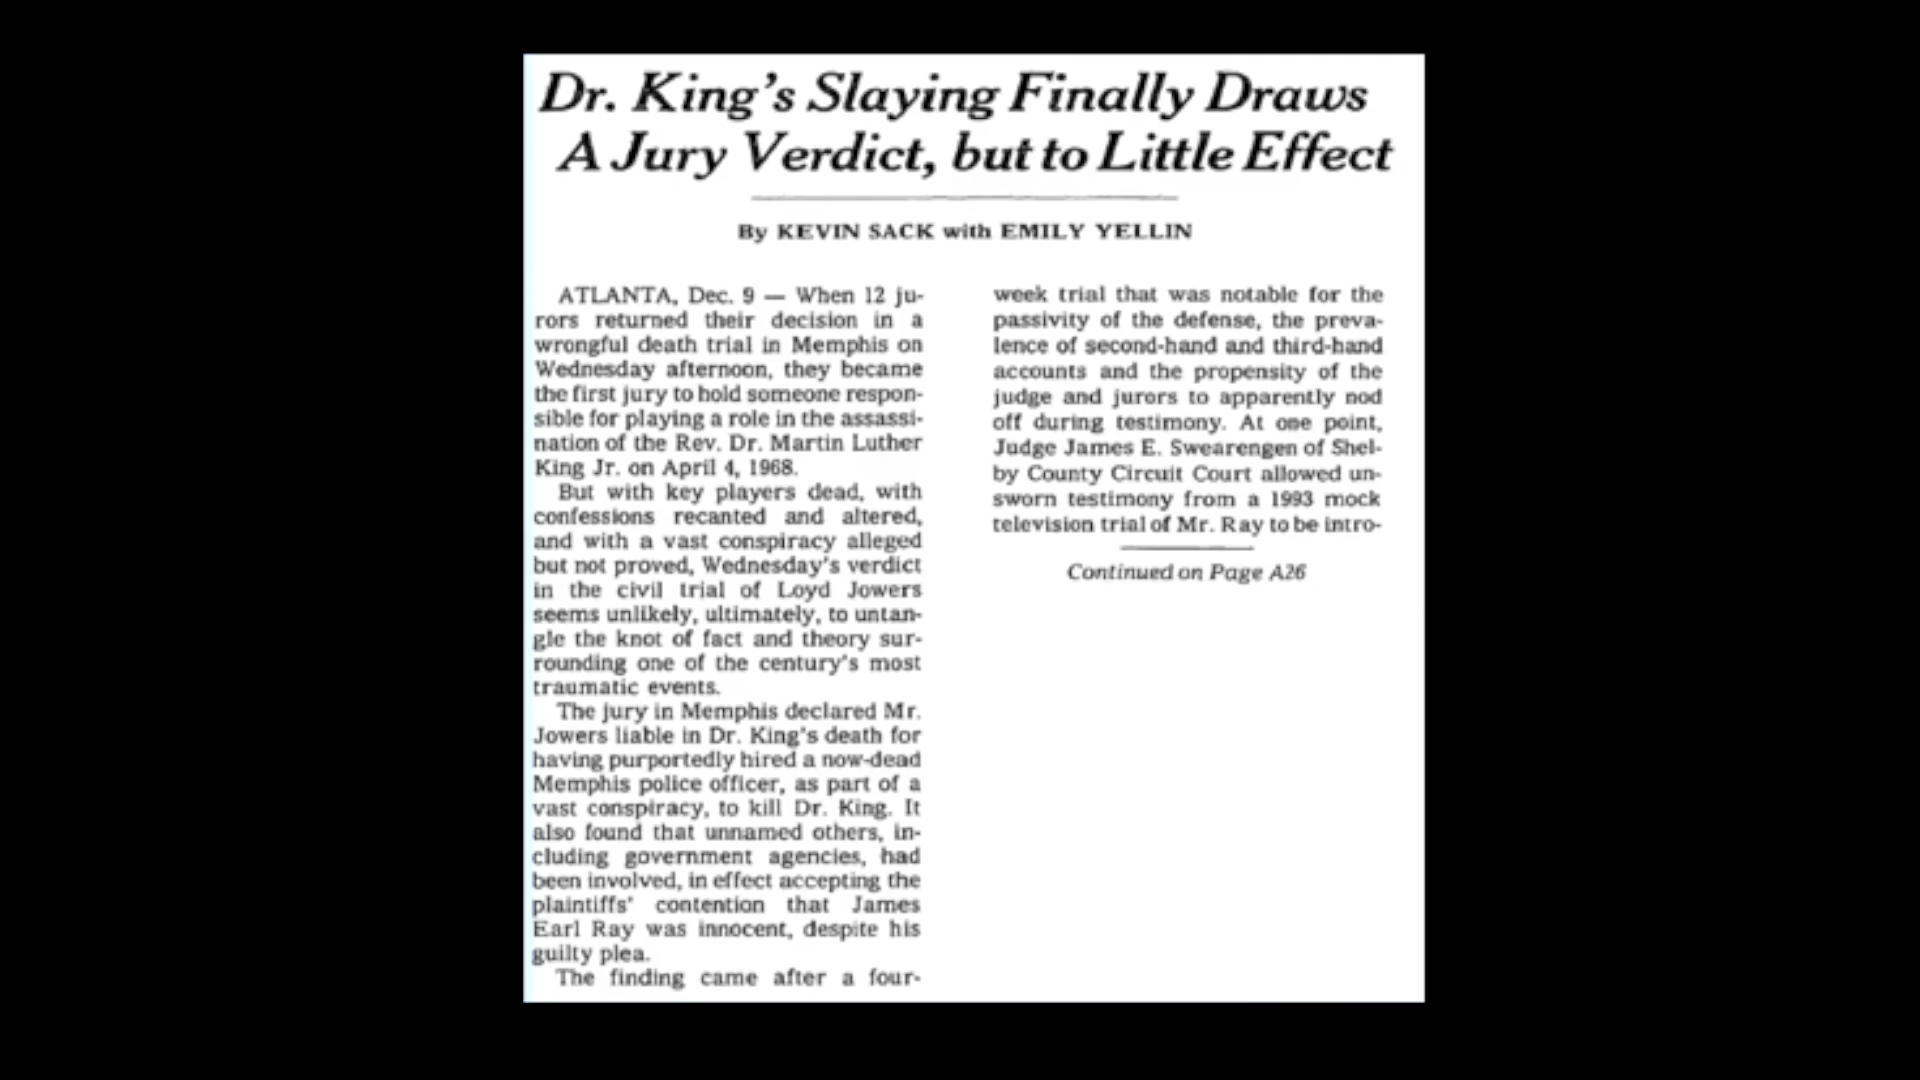 Dr. King's Slaying Finally Draws
A Jury Verdict, but to Little Effect
By KEVIN SACK with EMILY YELLIN
ATLANTA, Dec. 9 — When 12 ju-
rors returned their decision in a
wrongful death trial in Memphis on
Wednesday afternoon, they became
the first jury to hold someone respon-
sible for playing a role in the assassi-
nation of the Rev. Dr. Martin Luther
King Jr. on April 4, 1968.
But with key players dead, with
confessions recanted and altered,
and with a vast conspiracy alleged
but not proved, Wednesday's verdict
in the civil trial of Loyd Jowers
seems unlikely, ultimately, to untan-
gle the knot of fact and theory sur-
rounding one of the century's most
traumatic events.
The jury in Memphis declared Mr.
Jowers liable in Dr. King's death for
having purportedly hired a now-dead
Memphis police officer, as part of a
vast conspiracy, to kill Dr. King. It
also found that unnamed others, in-
cluding government agencies, had
been involved, in effect accepting the
plaintiffs' contention that James
Earl Ray was innocent, despite his
guilty plea.
The finding came after a four-
week trial that was notable for the
passivity of the defense, the preva-
lence of second-hand and third-hand
accounts and the propensity of the
judge and jurors to apparently nod
off during testimony. At one point,
Judge James E. Swearengen of Shel-
by County Circuit Court allowed un-
sworn testimony from a 1993 mock
television trial of Mr. Ray to be intro-
Continued on Page A26